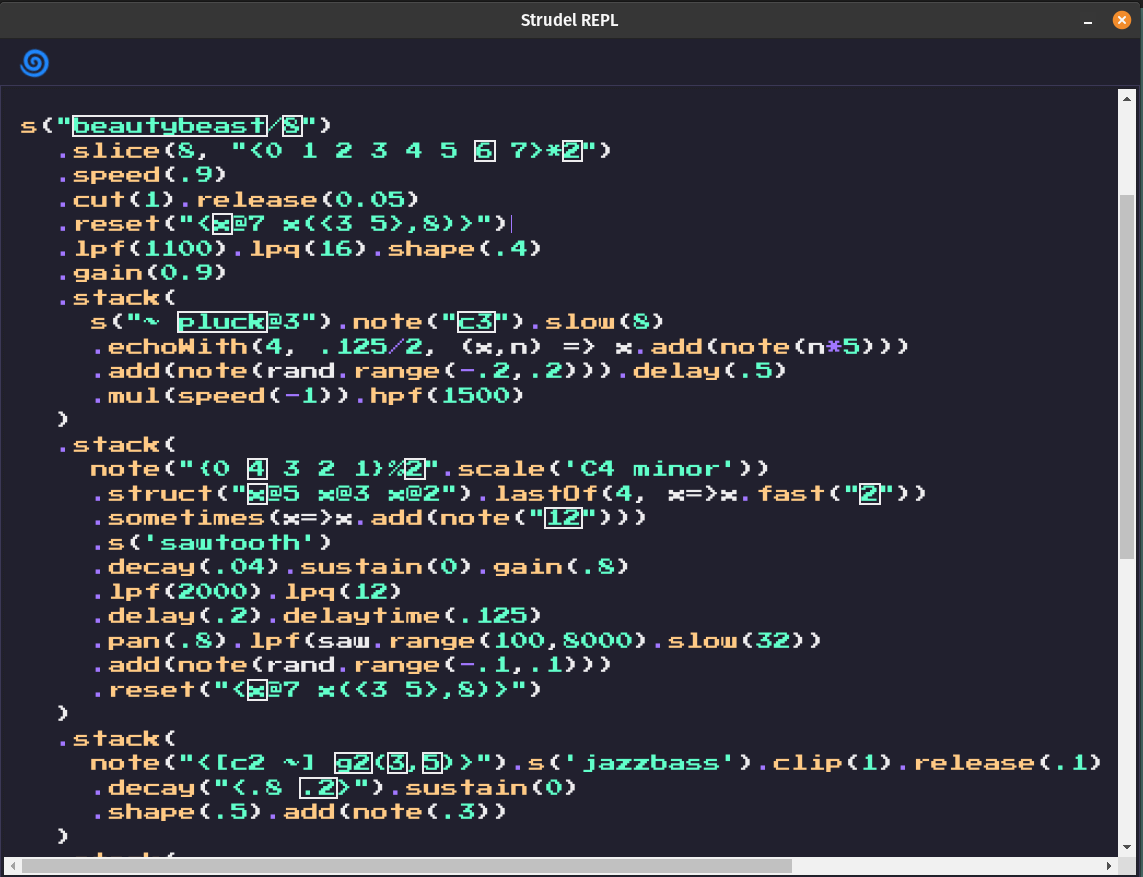 Strudel REPL
s("beautybeast/8")
.slice(8, "<0 1 2 3 4 5 6 7>*2")
.speed(.9)
.cut(1).release(0.05)
.reset("<x@7 x(<3 5>,8)>")
.lpf(1100).lpq(16).shape(.4)
.gain(0.9)
.stack(
s("~ pluck@3").note("c3").slow(8)
.echoWith(4, .125/2, (x,n) => x.add(note(n*5)))
.add(note(rand.range(-.2,.2))).delay(.5)
.mul(speed(-1)).hpf(1500)
)
.stack(
note("{0 4 3 2 1}%2".scale('C4 minor'))
.struct("x@5 x@3 x@2").lastOf(4, x=>x.fast("2"))
.sometimes(x=>x.add(note("12")))
.s('sawtooth')
.decay(.04).sustain(0).gain(.8)
.lpf(2000).lpq(12)
.delay(.2).delaytime(.125)
.pan(.8).lpf(saw.range(100,8000).slow(32))
.add(note(rand.range(-.1,.1)))
.reset("<x@7 x(<3 5>,8)>")
)
.stack(
note("<[c2 ~] g2(3,5)>").s('jazzbass').clip(1).release(.1)
.decay("<.8 .2>").sustain(0)
.shape(.5).add(note(.3))
)